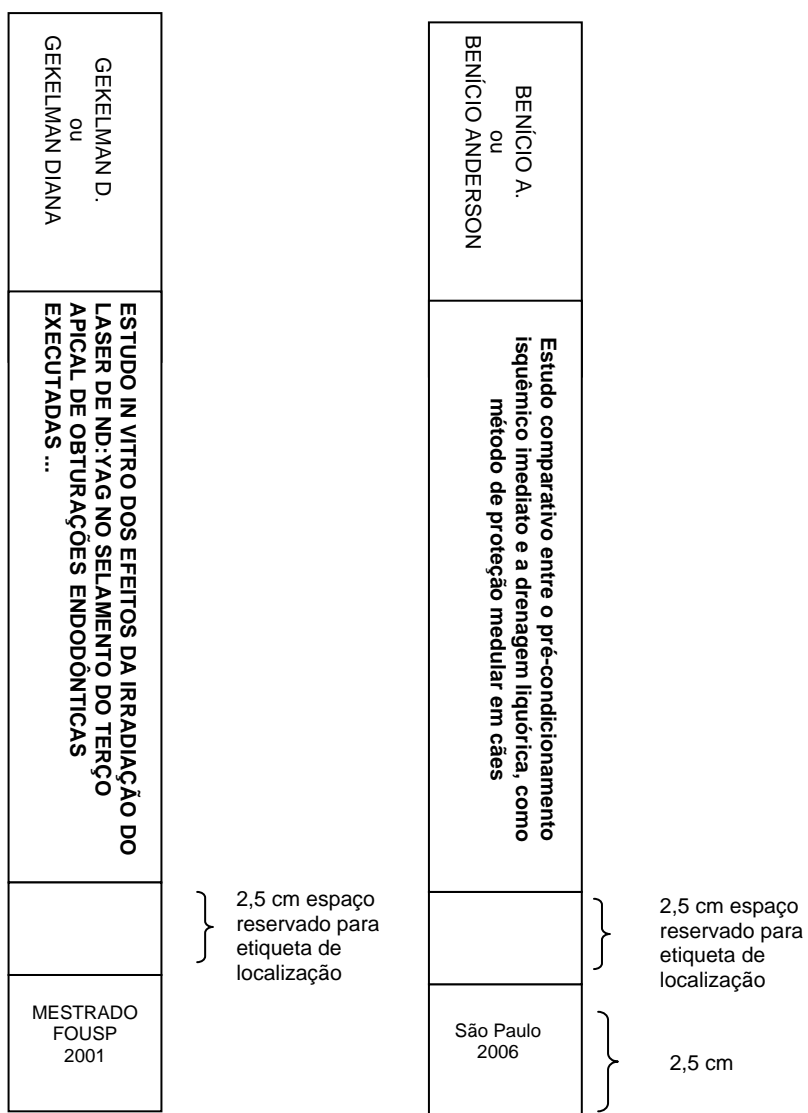 GEKELMAN D.
ou
GEKELMAN DIANA
ESTUDO IN VITRO DOS EFEITOS DA IRRADIAÇÃO DO
LASER DE ND:YAG NO SELAMENTO DO TERÇO
APICAL DE OBTURAÇÕES ENDODÔNTICAS
EXECUTADAS ...
2,5 cm espaço
reservado para
etiqueta de
localização
MESTRADO
FOUSP
2001
BENÍCIO A.
ou
BENÍCIO ANDERSON
Estudo comparativo entre o pré-condicionamento
isquêmico imediato e a drenagem liquórica, como
método de proteção medular em cães
2,5 cm espaço
reservado para
etiqueta de
localização
São Paulo
2006
2,5 cm